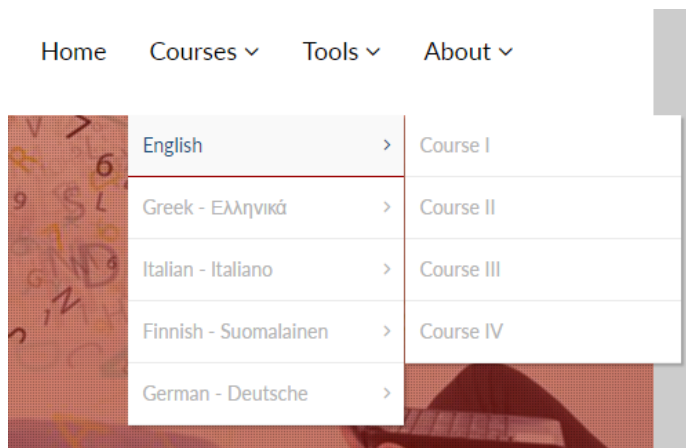 Home Courses Tools About
English
Greek - Ελληνικά
Italian - Italiano
Finnish - Suomalainen
German - Deutsche
Course I
Course II
Course III
Course IV